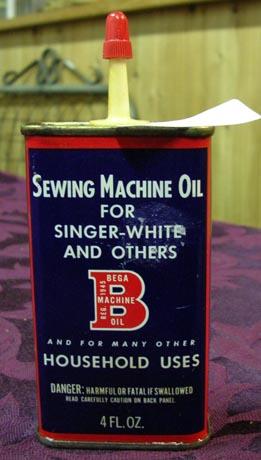 SEWING MACHINE OIL
FOR
SINGER-WHITE
AND OTHERS
BEGA
MACHINE
OIL
REG. 1945
AND FOR MANY OTHER
HOUSEHOLD USES
DANGER: HARMFUL OR FATAL IF SWALLOWED
READ CAREFULLY CAUTION ON BACK PANEL
4 FL. OZ.